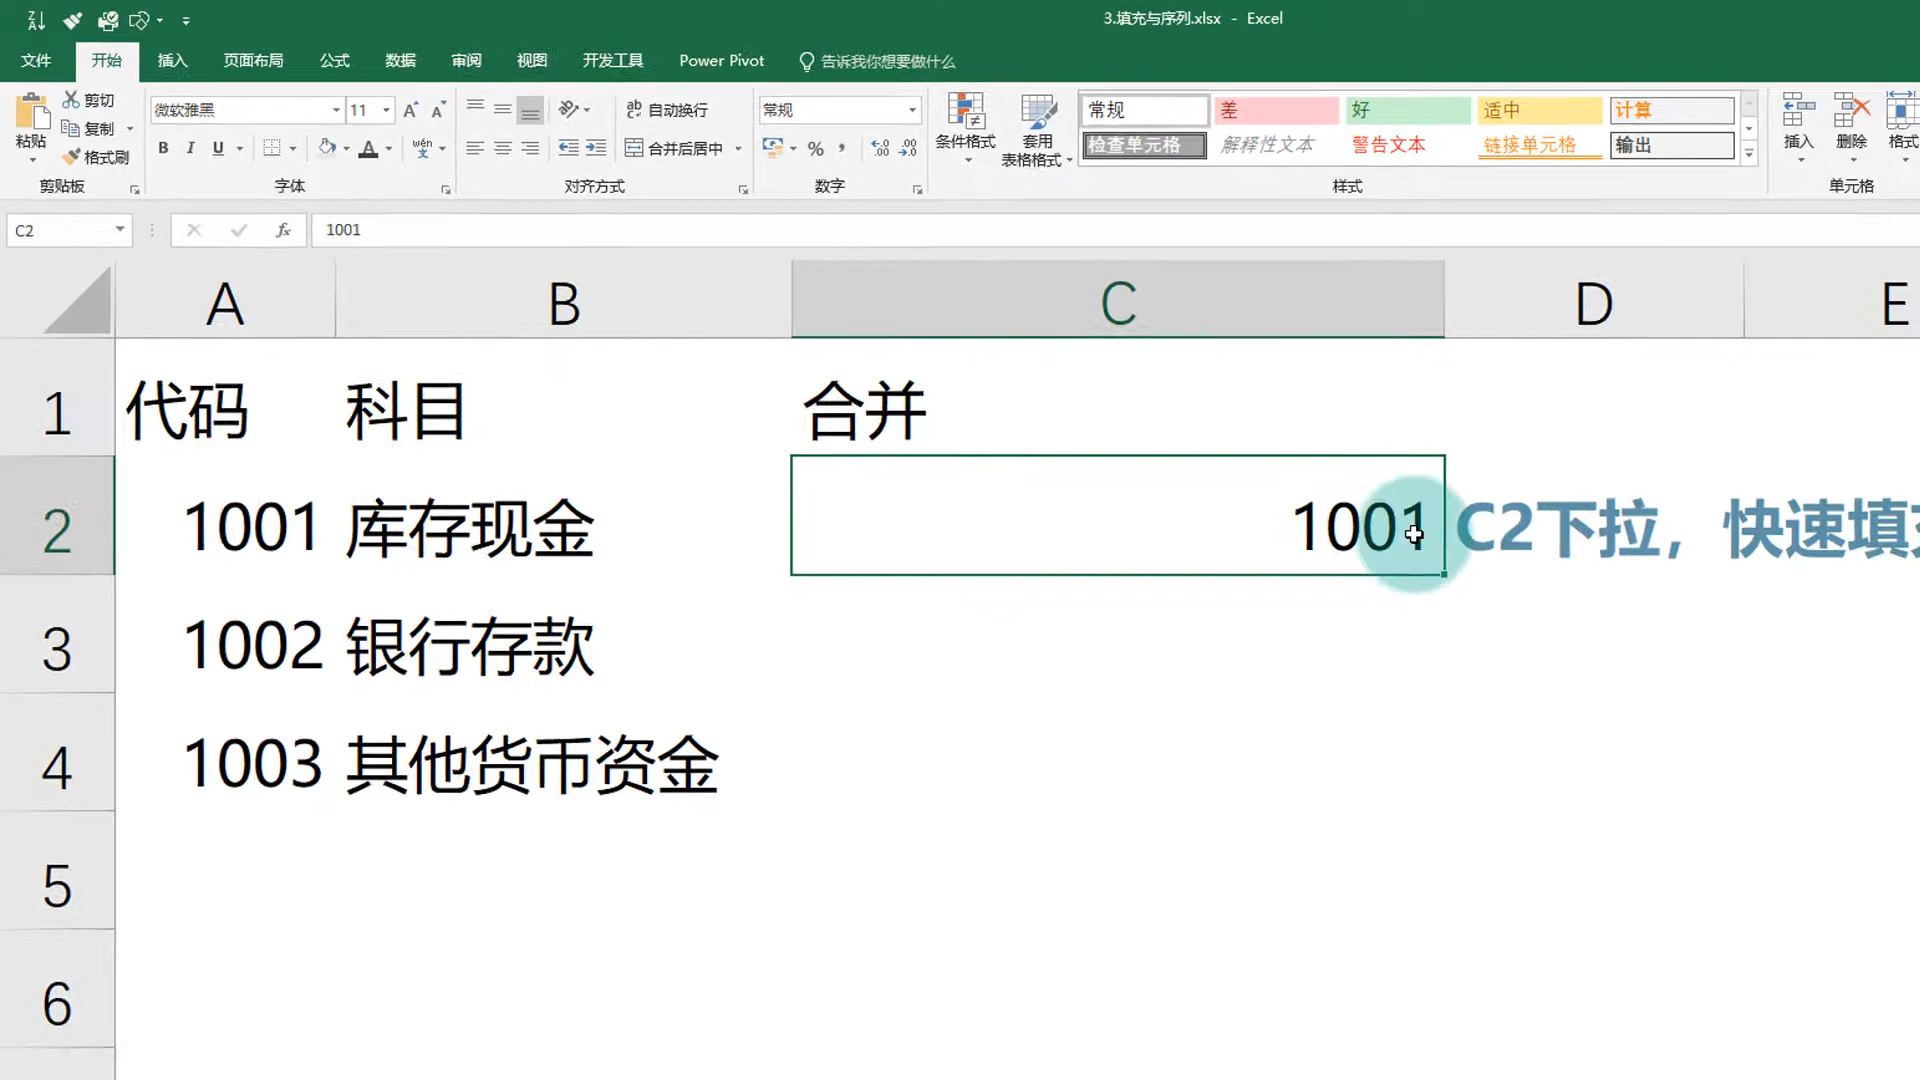 3.填充与序列.xlsx - Excel
文件 开始 插入 页面布局 公式 数据 审阅 视图 开发工具 Power Pivot 告诉我你想要做什么
粘贴 剪切 复制 格式刷 剪贴板
微软雅黑 11 B I U A wén 文 字体
ab 自动换行 合并后居中 对齐方式
常规 % 数字
条件格式 套用 表格格式
常规 差 好 适中 计算
检查单元格 解释性文本 警告文本 链接单元格 输出
样式
插入 删除 格式 单元格
C2 fx 1001
A B C D E
1 代码 科目 合并
2 1001 库存现金 1001 C2下拉，快速填
3 1002 银行存款
4 1003 其他货币资金
5
6